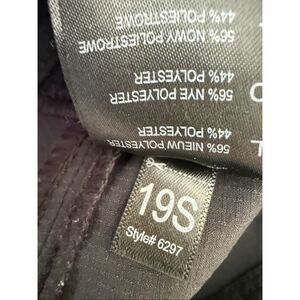 56% NIEUW POLYESTER
44% POLYESTER
56% NYE POLYESTER
44% POLYESTER
56% NOWY POLIESTROWE
44% POLIESTROWE
19S
Style# 6297